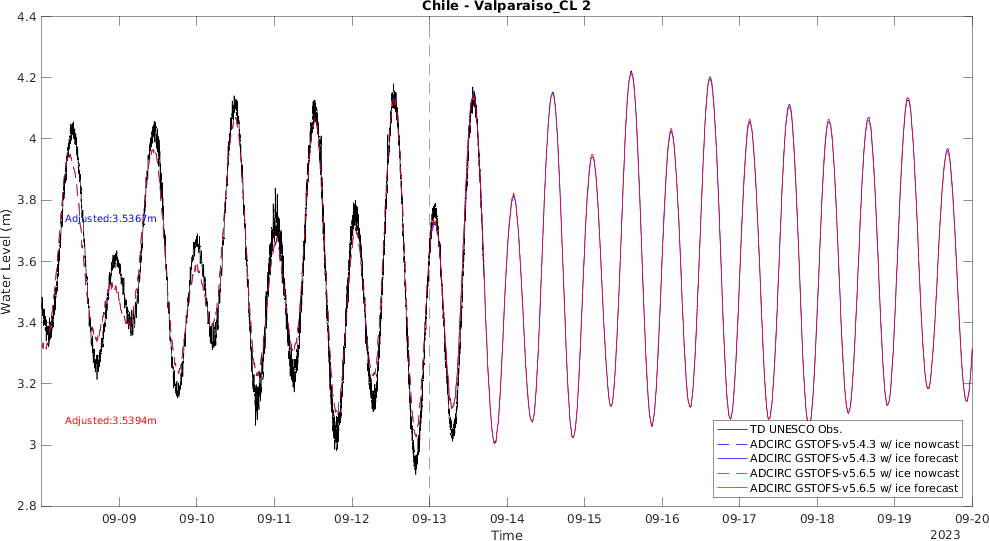 Chile - Valparaiso_CL 2
4.4
4.2
4
3.8
3.6
3.4
3.2
3
2.8
Water Level (m)
Adjusted:3.5367m
Adjusted:3.5394m
TD UNESCO Obs.
ADCIRC GSTOFS-v5.4.3 w/ ice nowcast
ADCIRC GSTOFS-v5.4.3 w/ ice forecast
ADCIRC GSTOFS-v5.6.5 w/ ice nowcast
ADCIRC GSTOFS-v5.6.5 w/ ice forecast
09-09 09-10 09-11 09-12 09-13 09-14 09-15 09-16 09-17 09-18 09-19 09-20
Time
2023